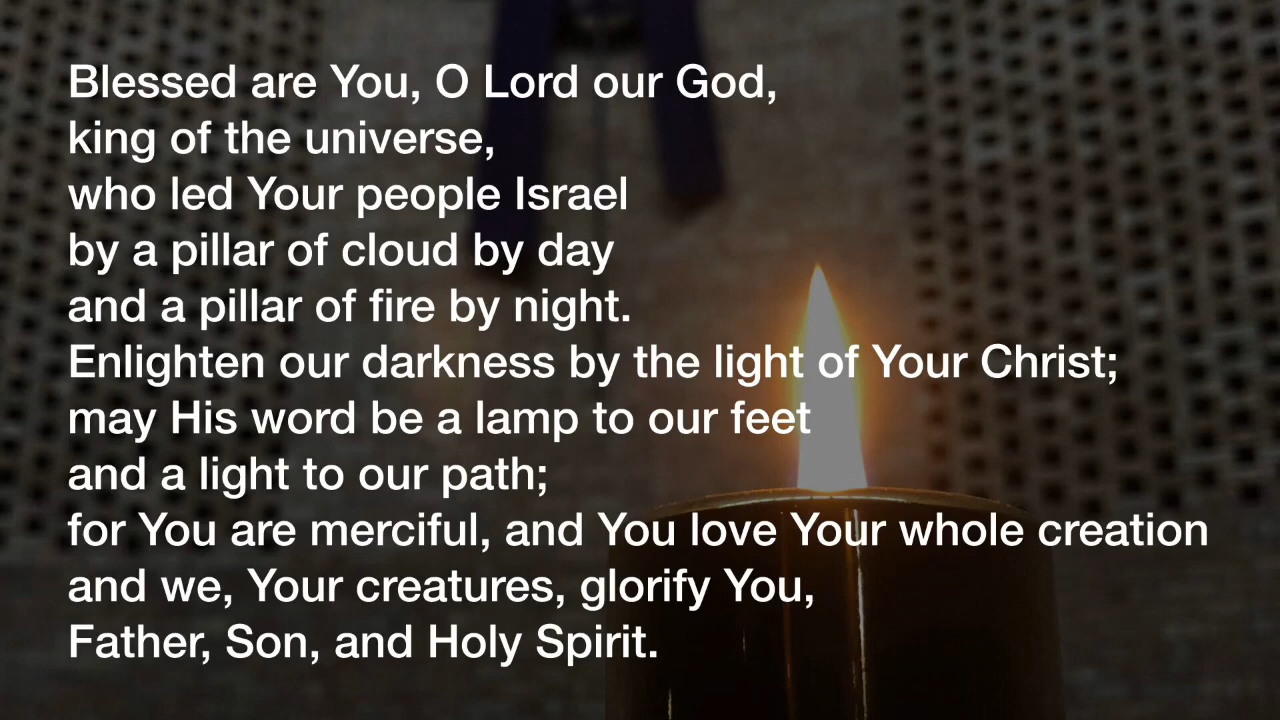 Blessed are You, O Lord our God,
king of the universe,
who led Your people Israel
by a pillar of cloud by day
and a pillar of fire by night.
Enlighten our darkness by the light of Your Christ;
may His word be a lamp to our feet
and a light to our path;
for You are merciful, and You love Your whole creation
and we, Your creatures, glorify You,
Father, Son, and Holy Spirit.